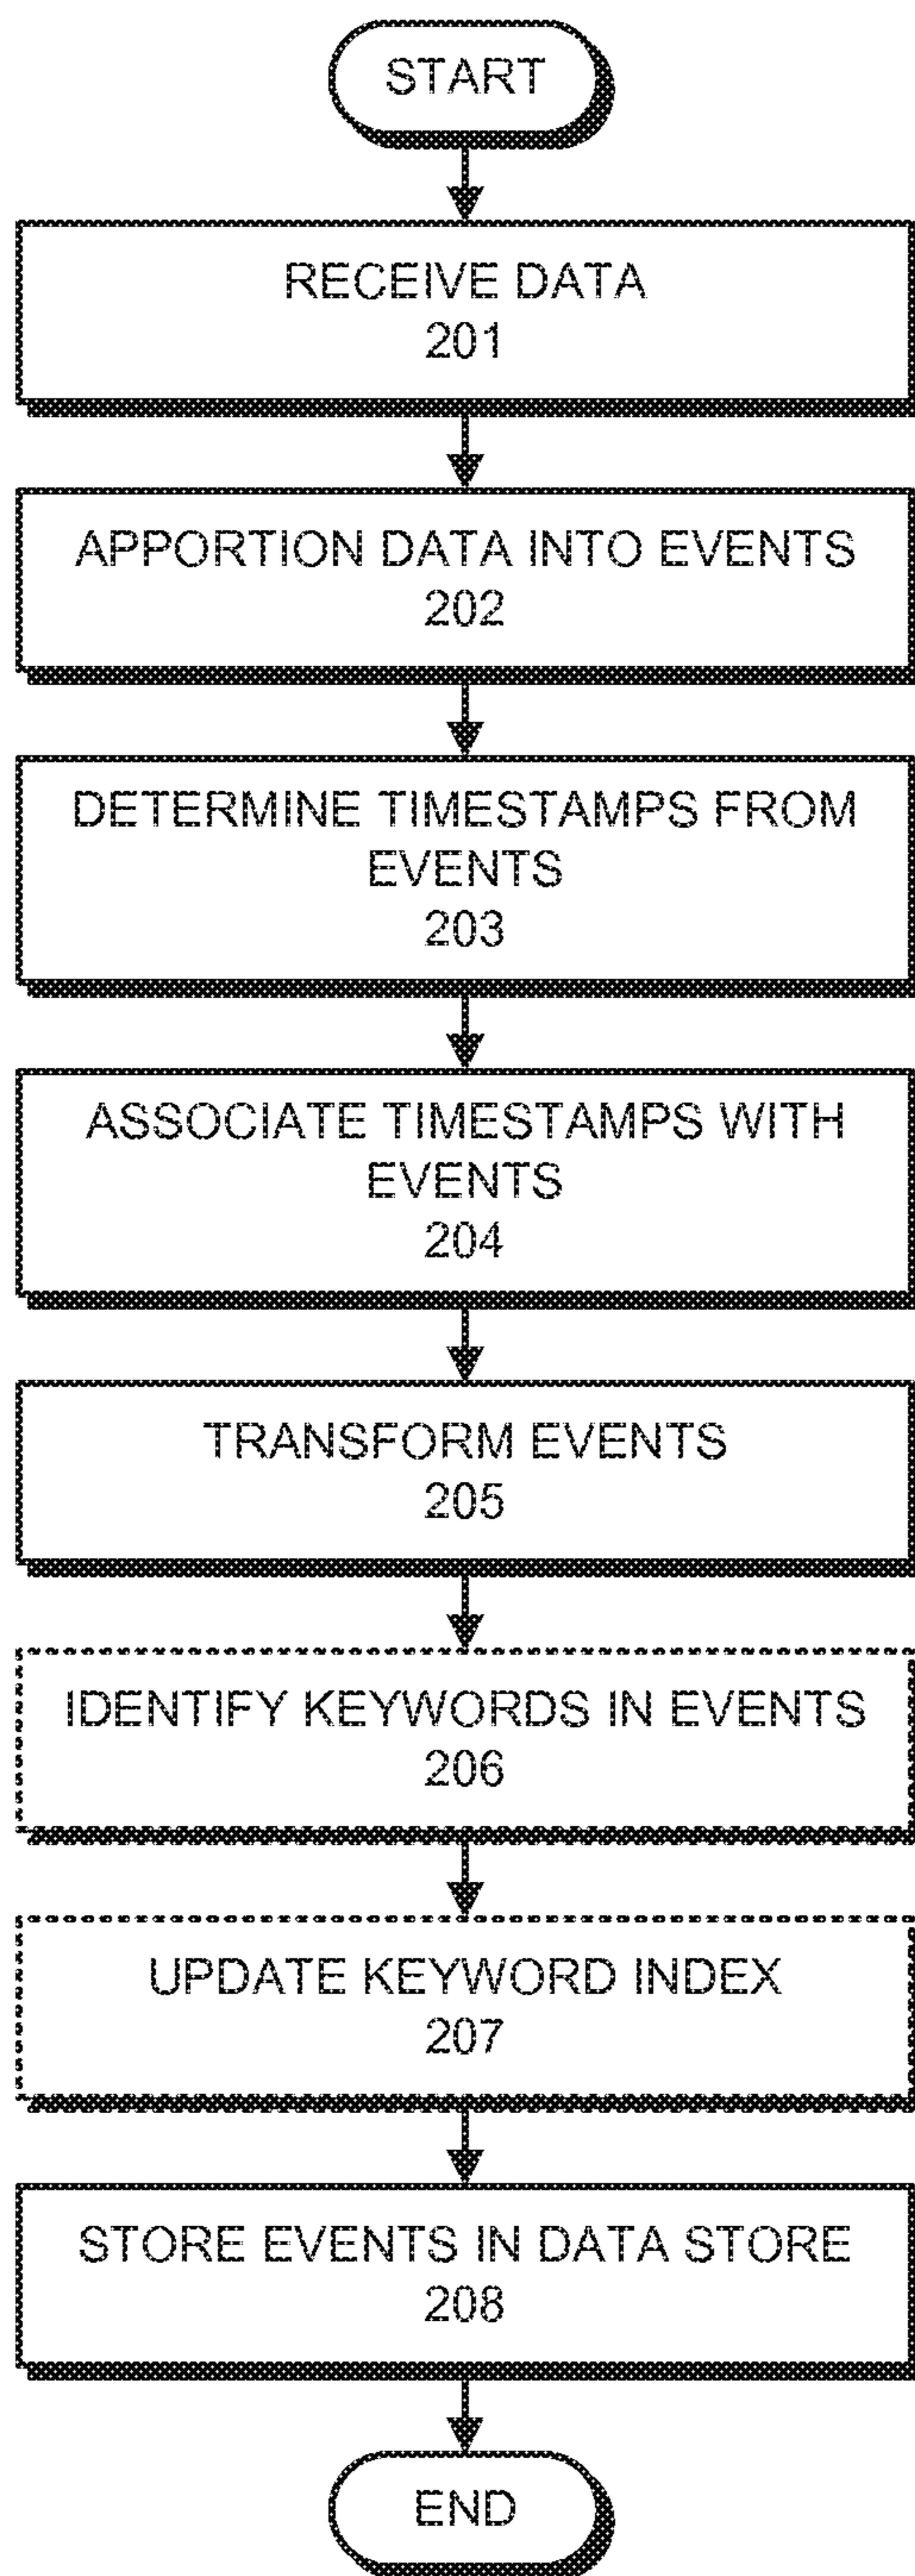 START
RECEIVE DATA
201
APPORTION DATA INTO EVENTS
202
DETERMINE TIMESTAMPS FROM
EVENTS
203
ASSOCIATE TIMESTAMPS WITH
EVENTS
204
TRANSFORM EVENTS
205
IDENTIFY KEYWORDS IN EVENTS
206
UPDATE KEYWORD INDEX
207
STORE EVENTS IN DATA STORE
208
END